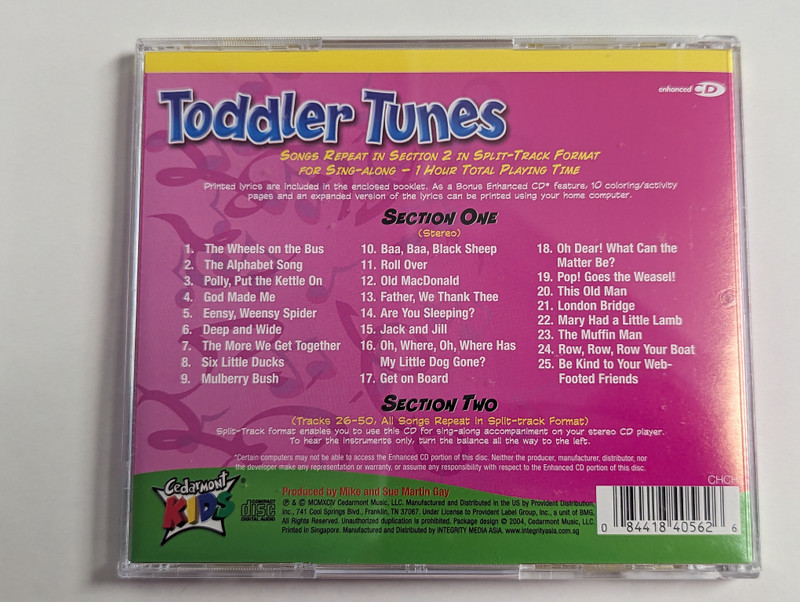 Toddler Tunes
enhanced CD
Songs Repeat in Section 2 in Split-Track Format
for Sing-along – 1 Hour Total Playing Time
Printed lyrics are included in the enclosed booklet. As a Bonus Enhanced CD* feature, 10 coloring/activity
pages and an expanded version of the lyrics can be printed using your home computer.
Section One
(Stereo)
1. The Wheels on the Bus
2. The Alphabet Song
3. Polly, Put the Kettle On
4. God Made Me
5. Eensy, Weensy Spider
6. Deep and Wide
7. The More We Get Together
8. Six Little Ducks
9. Mulberry Bush
10. Baa, Baa, Black Sheep
11. Roll Over
12. Old MacDonald
13. Father, We Thank Thee
14. Are You Sleeping?
15. Jack and Jill
16. Oh, Where, Oh, Where Has
My Little Dog Gone?
17. Get on Board
18. Oh Dear! What Can the
Matter Be?
19. Pop! Goes the Weasel!
20. This Old Man
21. London Bridge
22. Mary Had a Little Lamb
23. The Muffin Man
24. Row, Row, Row Your Boat
25. Be Kind to Your Web-
Footed Friends
Section Two
(Tracks 26-50, All Songs Repeat in Split-track Format)
Split-Track format enables you to use this CD for sing-along accompaniment on your stereo CD player.
To hear the instruments only, turn the balance all the way to the left.
*Certain computers may not be able to access the Enhanced CD portion of this disc. Neither the producer, manufacturer, distributor, nor
the developer make any representation or warranty, or assume any responsibility with respect to the Enhanced CD portion of this disc.
Cedarmont
KIDS
COMPACT
disc
DIGITAL AUDIO
Produced by Mike and Sue Martin Gay
℗ & © MCMXCIV Cedarmont Music, LLC. Manufactured and Distributed in the US by Provident Distribution,
Inc., 741 Cool Springs Blvd., Franklin, TN 37067. Under License to Provident Label Group, Inc., a unit of BMG.
All Rights Reserved. Unauthorized duplication is prohibited. Package design © 2004, Cedarmont Music, LLC.
Printed in Singapore. Manufactured and Distributed by INTEGRITY MEDIA ASIA. www.integrityasia.com.sg
0 84418 40562 6